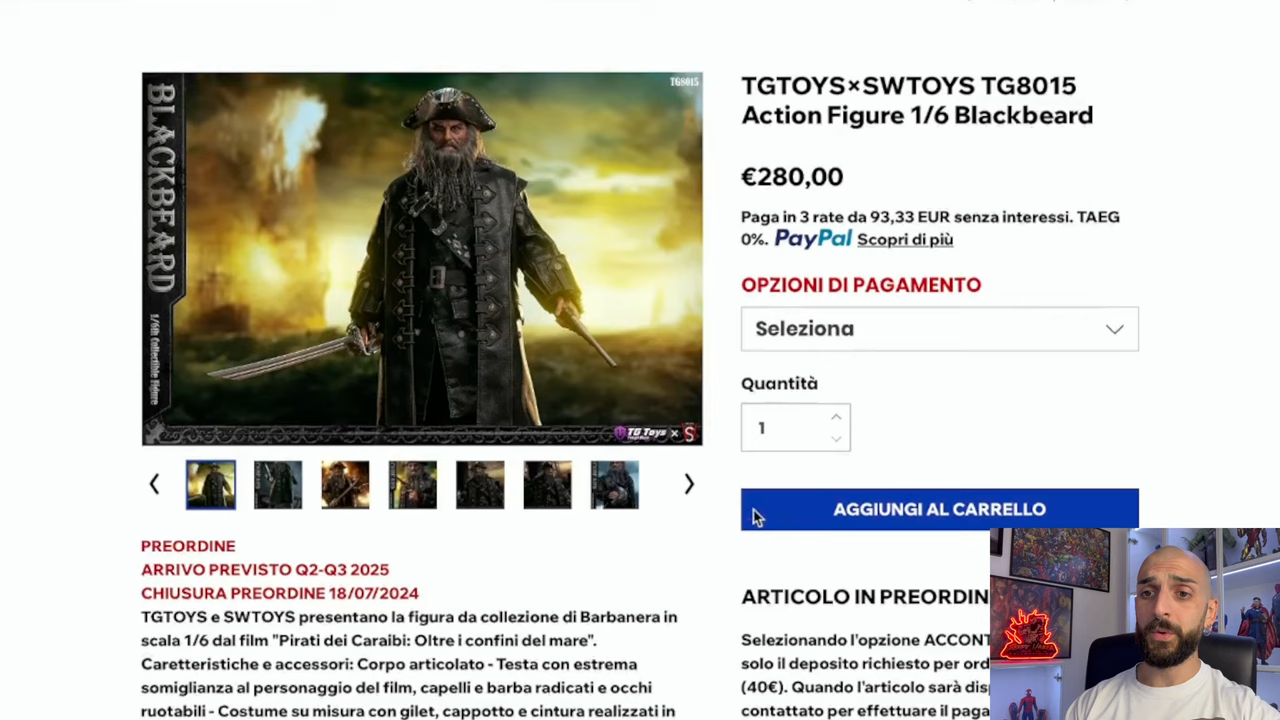 TG8015
BLACKBEARD
1/6th Collectible Figure
TG Toys × S
TGTOYS×SWTOYS TG8015
Action Figure 1/6 Blackbeard
€280,00
Paga in 3 rate da 93,33 EUR senza interessi. TAEG
0%. PayPal Scopri di più
OPZIONI DI PAGAMENTO
Seleziona
Quantità
1
AGGIUNGI AL CARRELLO
PREORDINE
ARRIVO PREVISTO Q2-Q3 2025
CHIUSURA PREORDINE 18/07/2024
TGTOYS e SWTOYS presentano la figura da collezione di Barbanera in
scala 1/6 dal film "Pirati dei Caraibi: Oltre i confini del mare".
Caretteristiche e accessori: Corpo articolato - Testa con estrema
somiglianza al personaggio del film, capelli e barba radicati e occhi
ruotabili - Costume su misura con gilet, cappotto e cintura realizzati in
ARTICOLO IN PREORDIN
Selezionando l'opzione ACCONT
solo il deposito richiesto per ord
(40€). Quando l'articolo sarà dis
contattato per effettuare il paga